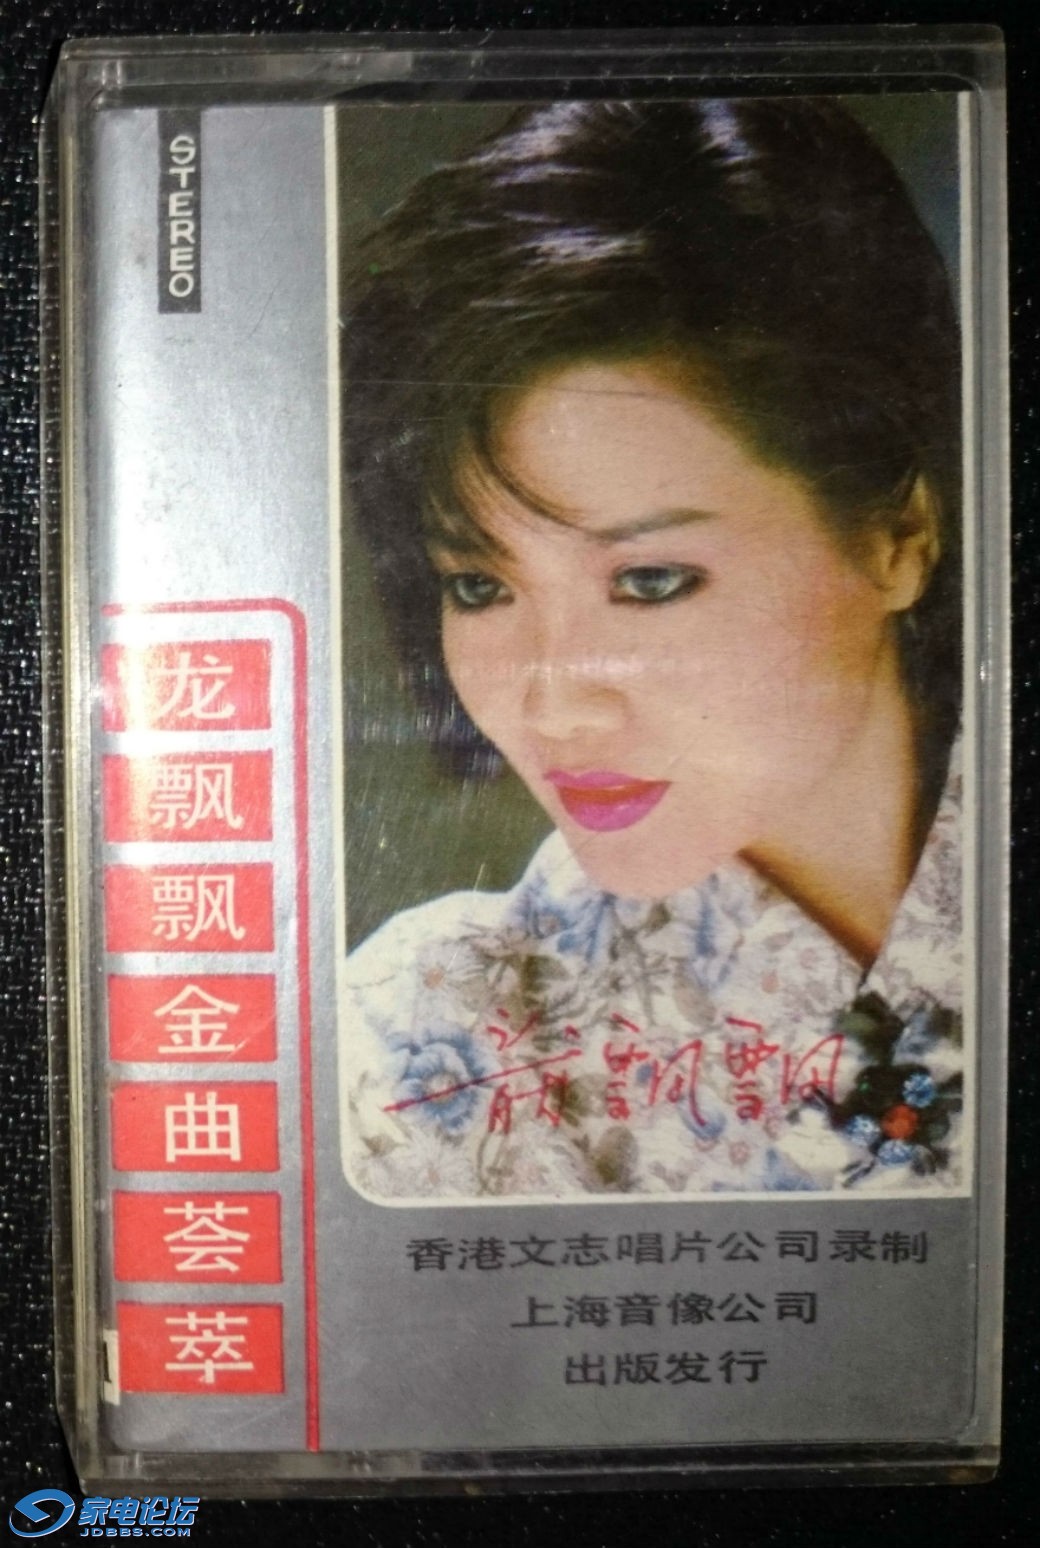 STEREO
龙飘飘金曲荟萃
龍飄飄
香港文志唱片公司录制
上海音像公司
出版发行
家电论坛
JDBBS.COM